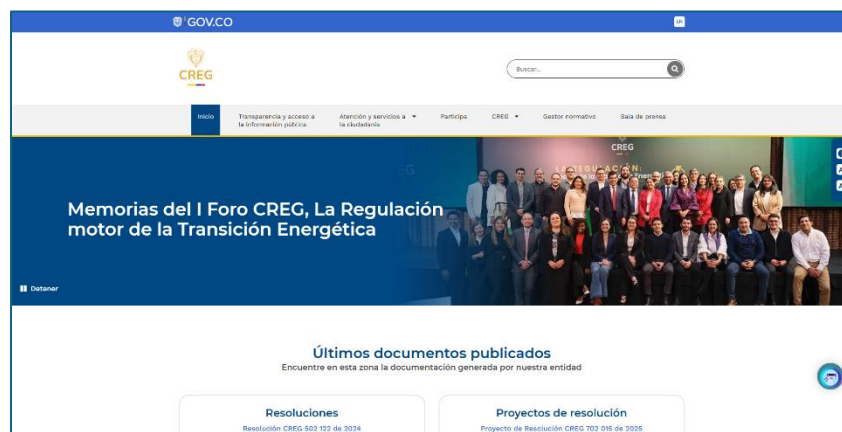 GOV.CO
CREG
Buscar...
Inicio
Transparencia y acceso a
la información pública
Atención y servicios a
la ciudadanía
Participa
CREG
Gestor normativo
Sala de prensa
CREG
LA REGULACIÓN:
Memorias del I Foro CREG, La Regulación
motor de la Transición Energética
Detener
Últimos documentos publicados
Encuentre en esta zona la documentación generada por nuestra entidad
Resoluciones
Resolución CREG 502 122 de 2024
Proyectos de resolución
Proyecto de Resolución CREG 702 015 de 2025